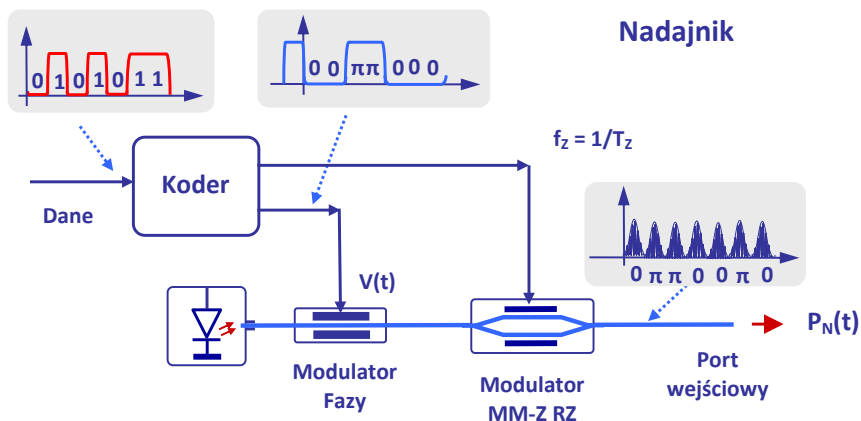 Nadajnik
0 1 0 1 0 1 1
0 0 π π 0 0 0
f_Z = 1/T_Z
Koder
Dane
V(t)
0 π π 0 0 π 0
P_N(t)
Modulator
Fazy
Modulator
MM-Z RZ
Port
wejściowy